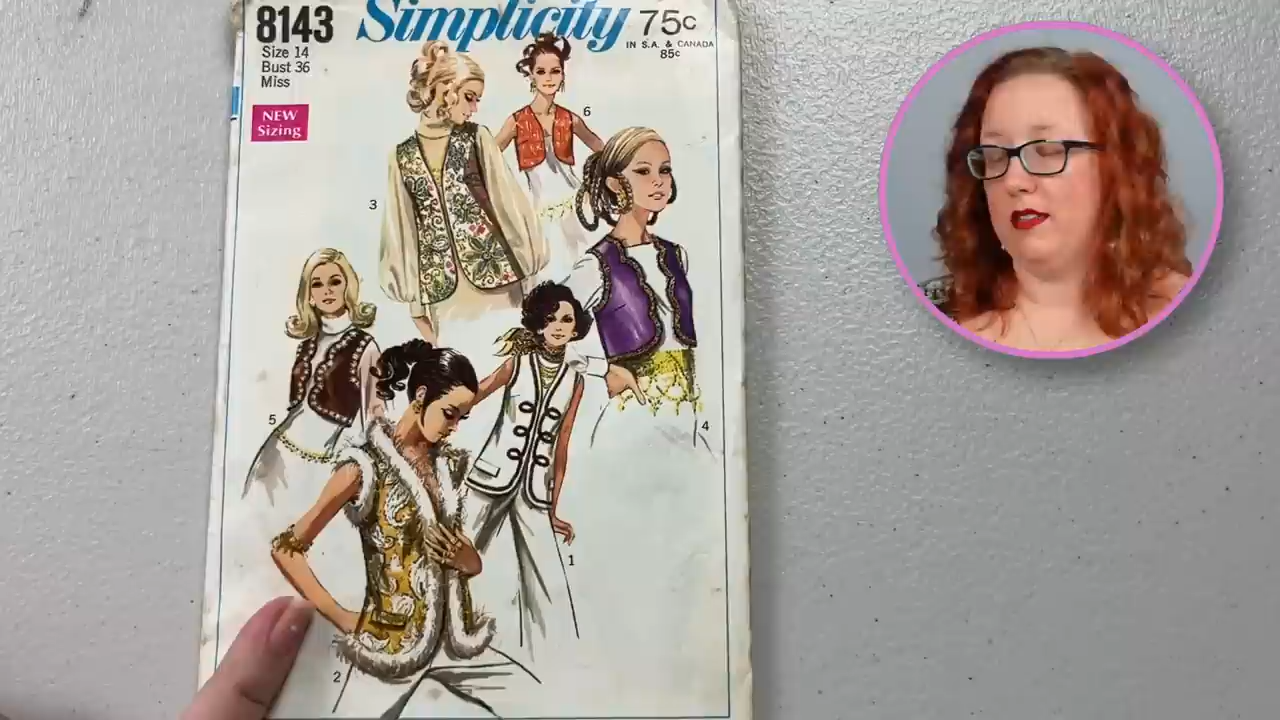 8143
Simplicity
75c
IN S.A. & CANADA
85c
Size 14
Bust 36
Miss
NEW
Sizing
6
3
4
5
1
2